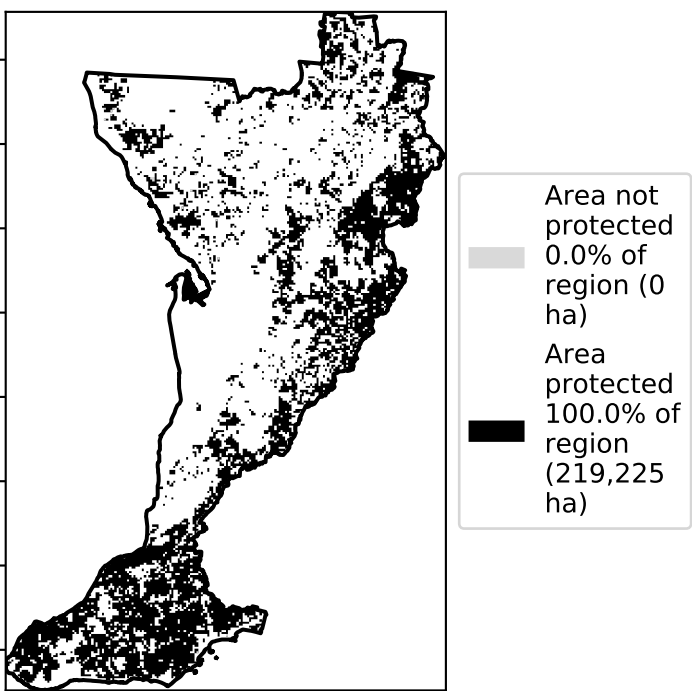 Area not
protected
0.0% of
region (0
ha)
Area
protected
100.0% of
region
(219,225
ha)